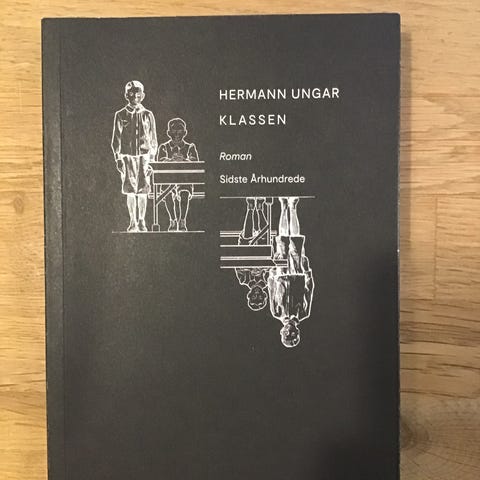 HERMANN UNGAR
KLASSEN
Roman
Sidste Århundrede